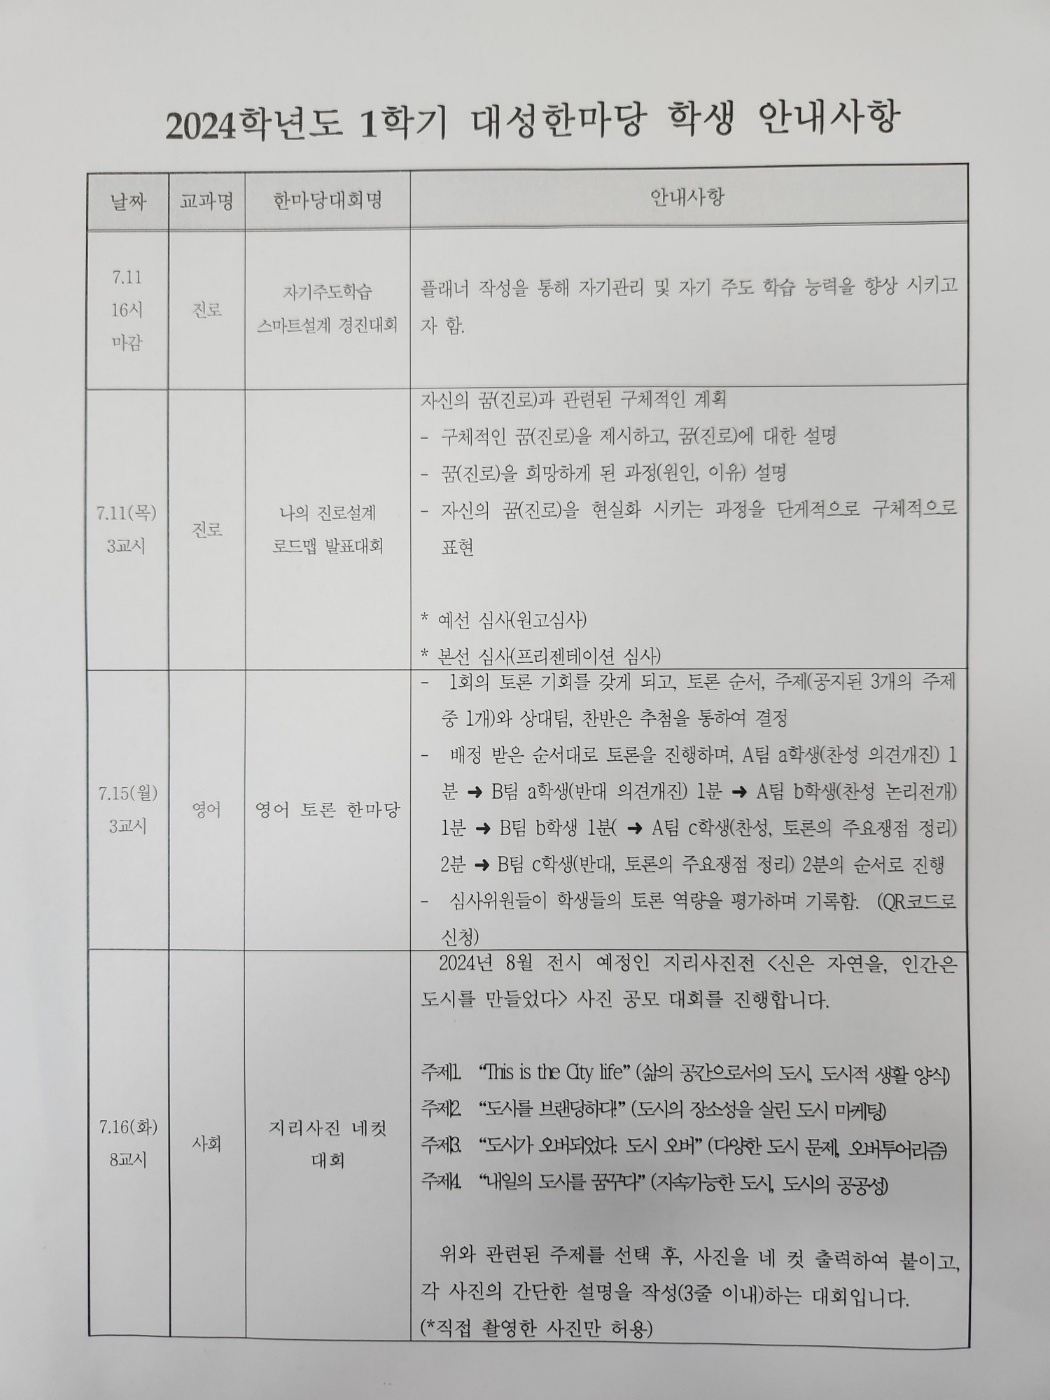 2024학년도 1학기 대성한마당 학생 안내사항
날짜 교과명 한마당대회명 안내사항
7.11
16시
마감
진로
자기주도학습
스마트설계 경진대회
플래너 작성을 통해 자기관리 및 자기 주도 학습 능력을 향상 시키고
자 함.
7.11(목)
3교시
진로
나의 진로설계
로드맵 발표대회
자신의 꿈(진로)과 관련된 구체적인 계획
- 구체적인 꿈(진로)을 제시하고, 꿈(진로)에 대한 설명
- 꿈(진로)을 희망하게 된 과정(원인, 이유) 설명
- 자신의 꿈(진로)을 현실화 시키는 과정을 단계적으로 구체적으로
표현
* 예선 심사(원고심사)
* 본선 심사(프리젠테이션 심사)
7.15(월)
3교시
영어
영어 토론 한마당
- 1회의 토론 기회를 갖게 되고, 토론 순서, 주제(공지된 3개의 주제
중 1개)와 상대팀, 찬반은 추첨을 통하여 결정
- 배정 받은 순서대로 토론을 진행하며, A팀 a학생(찬성 의견개진) 1
분 ➜ B팀 a학생(반대 의견개진) 1분 ➜ A팀 b학생(찬성 논리전개)
1분 ➜ B팀 b학생 1분( ➜ A팀 c학생(찬성, 토론의 주요쟁점 정리)
2분 ➜ B팀 c학생(반대, 토론의 주요쟁점 정리) 2분의 순서로 진행
- 심사위원들이 학생들의 토론 역량을 평가하며 기록함. (QR코드로
신청)
7.16(화)
8교시
사회
지리사진 네컷
대회
2024년 8월 전시 예정인 지리사진전 <신은 자연을, 인간은
도시를 만들었다> 사진 공모 대회를 진행합니다.
주제1. “This is the City life” (삶의 공간으로서의 도시, 도시적 생활 양식)
주제2. “도시를 브랜딩하다!” (도시의 장소성을 살린 도시 마케팅)
주제3. “도시가 오버되었다: 도시 오버” (다양한 도시 문제, 오버투어리즘)
주제4. “내일의 도시를 꿈꾸다” (지속가능한 도시, 도시의 공공성)
위와 관련된 주제를 선택 후, 사진을 네 컷 출력하여 붙이고,
각 사진의 간단한 설명을 작성(3줄 이내)하는 대회입니다.
(*직접 촬영한 사진만 허용)